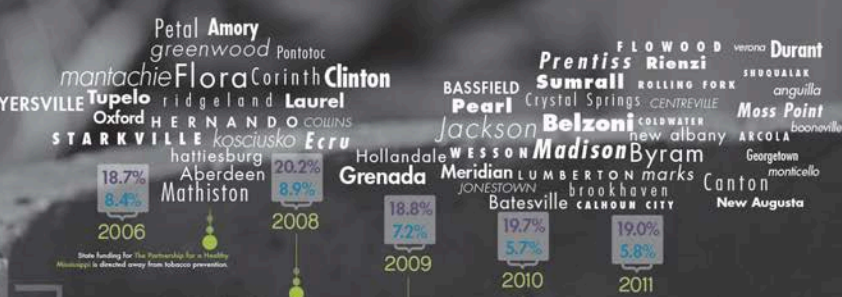 Petal Amory
greenwood Pontotoc
mantachie Flora Corinth Clinton
YERSVILLE Tupelo ridgeland Laurel
Oxford HERNANDO COLLINS
STARKVILLE kosciusko Ecru
hattiesburg
Aberdeen
Mathiston
18.7%
8.4%
2006
State funding for The Partnership for a Healthy
Mississippi is directed away from tobacco prevention.
20.2%
8.9%
2008
FLOWOOD verona Durant
Prentiss Rienzi
SHUQUALAK
BASSFIELD Sumrall ROLLING FORK anguilla
Pearl Crystal Springs CENTREVILLE Moss Point
Jackson Belzoni COLDWATER booneville
new albany ARCOLA
Hollandale WESSON Madison Byram Georgetown
Grenada Meridian LUMBERTON marks Canton monticello
JONESTOWN brookhaven
Batesville CALHOUN CITY New Augusta
18.8%
7.2%
2009
19.7%
5.7%
2010
19.0%
5.8%
2011